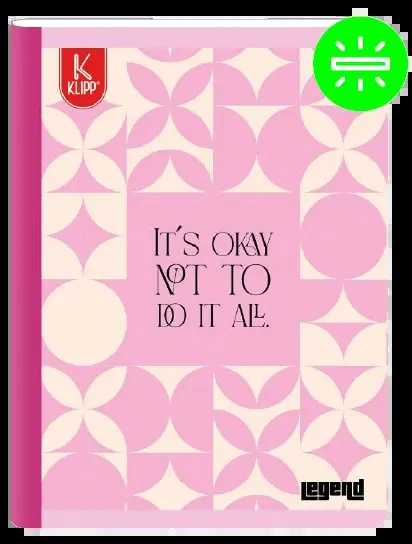 K
KLIPP®
IT'S OKAY
NOT TO
DO IT ALL.
Legend